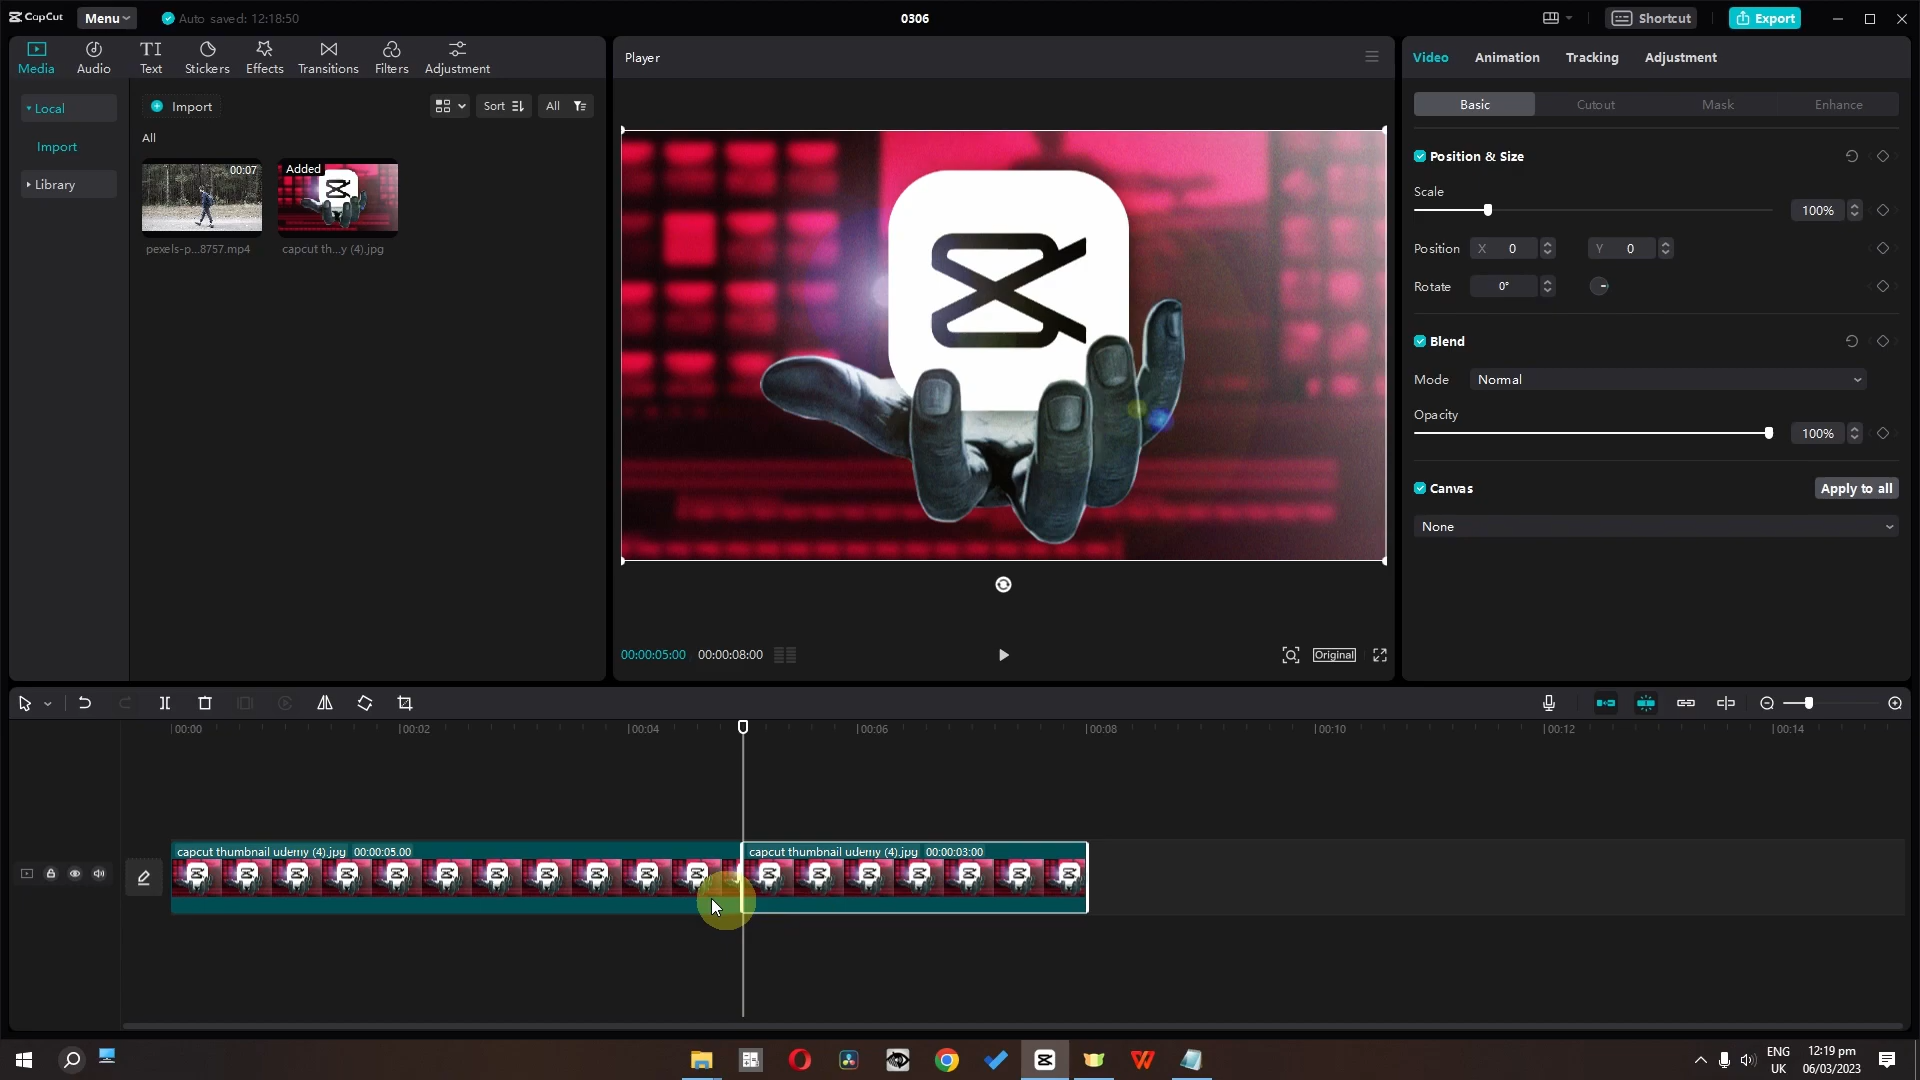 CapCut
Menu
Auto saved: 12:18:50
0306
Shortcut
Export
Media
Audio
Text
Stickers
Effects
Transitions
Filters
Adjustment
Local
Import
Library
Import
Sort
All
All
00:07
pexels-p...8757.mp4
Added
capcut th...y (4).jpg
Player
00:00:05:00
00:00:08:00
Original
Video
Animation
Tracking
Adjustment
Basic
Cutout
Mask
Enhance
Position & Size
Scale
100%
Position X 0 Y 0
Rotate 0°
Blend
Mode Normal
Opacity
100%
Canvas
Apply to all
None
00:00
00:02
00:04
00:06
00:08
00:10
00:12
00:14
capcut thumbnail udemy (4).jpg 00:00:05:00
capcut thumbnail udemy (4).jpg 00:00:03:00
ENG
UK
12:19 pm
06/03/2023